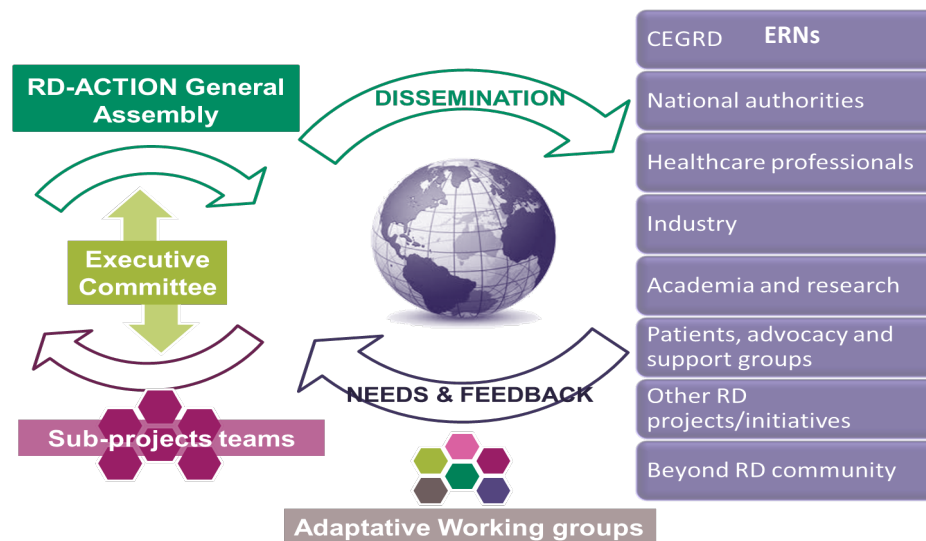 RD-ACTION General
Assembly
DISSEMINATION
Executive
Committee
NEEDS & FEEDBACK
Sub-projects teams
Adaptative Working groups
CEGRD ERNs
National authorities
Healthcare professionals
Industry
Academia and research
Patients, advocacy and
support groups
Other RD
projects/initiatives
Beyond RD community